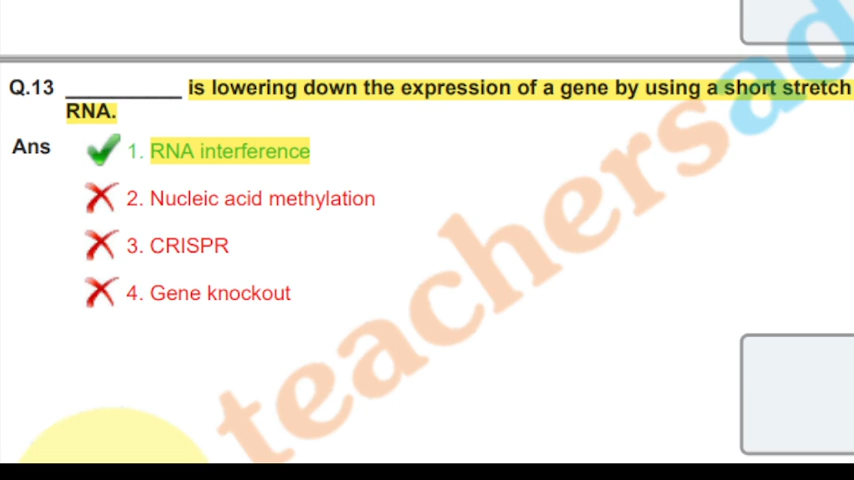 Q.13 __________ is lowering down the expression of a gene by using a short stretch
RNA.
Ans 1. RNA interference
2. Nucleic acid methylation
3. CRISPR
4. Gene knockout
teachersad